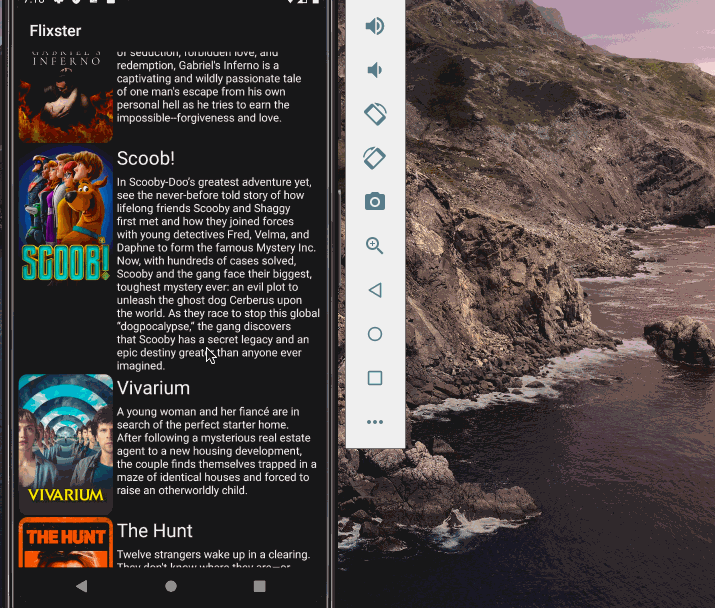 Flixster
GABRIEL'S
INFERNO
of seduction, forbidden love, and
redemption, Gabriel's Inferno is a
captivating and wildly passionate tale
of one man's escape from his own
personal hell as he tries to earn the
impossible--forgiveness and love.
SCOOB!
Scoob!
In Scooby-Doo's greatest adventure yet,
see the never-before told story of how
lifelong friends Scooby and Shaggy
first met and how they joined forces
with young detectives Fred, Velma, and
Daphne to form the famous Mystery Inc.
Now, with hundreds of cases solved,
Scooby and the gang face their biggest,
toughest mystery ever: an evil plot to
unleash the ghost dog Cerberus upon
the world. As they race to stop this global
“dogpocalypse,” the gang discovers
that Scooby has a secret legacy and an
epic destiny greater than anyone ever
imagined.
VIVARIUM
Vivarium
A young woman and her fiancé are in
search of the perfect starter home.
After following a mysterious real estate
agent to a new housing development,
the couple finds themselves trapped in a
maze of identical houses and forced to
raise an otherworldly child.
THE HUNT
The Hunt
Twelve strangers wake up in a clearing.
They don't know where they are—or